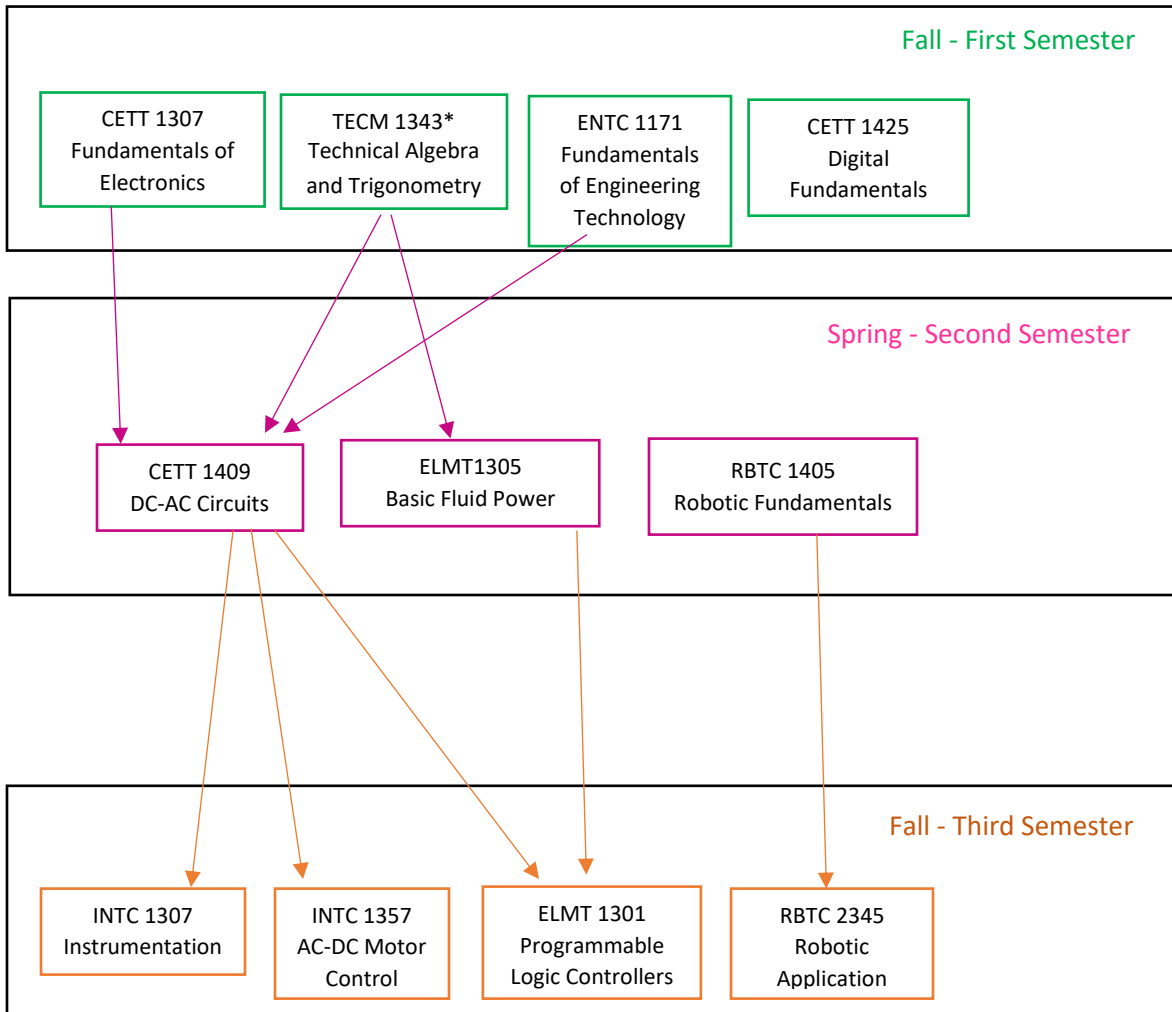 Fall - First Semester
CETT 1307
Fundamentals of
Electronics
TECM 1343*
Technical Algebra
and Trigonometry
ENTC 1171
Fundamentals
of Engineering
Technology
CETT 1425
Digital
Fundamentals
Spring - Second Semester
CETT 1409
DC-AC Circuits
ELMT1305
Basic Fluid Power
RBTC 1405
Robotic Fundamentals
Fall - Third Semester
INTC 1307
Instrumentation
INTC 1357
AC-DC Motor
Control
ELMT 1301
Programmable
Logic Controllers
RBTC 2345
Robotic
Application